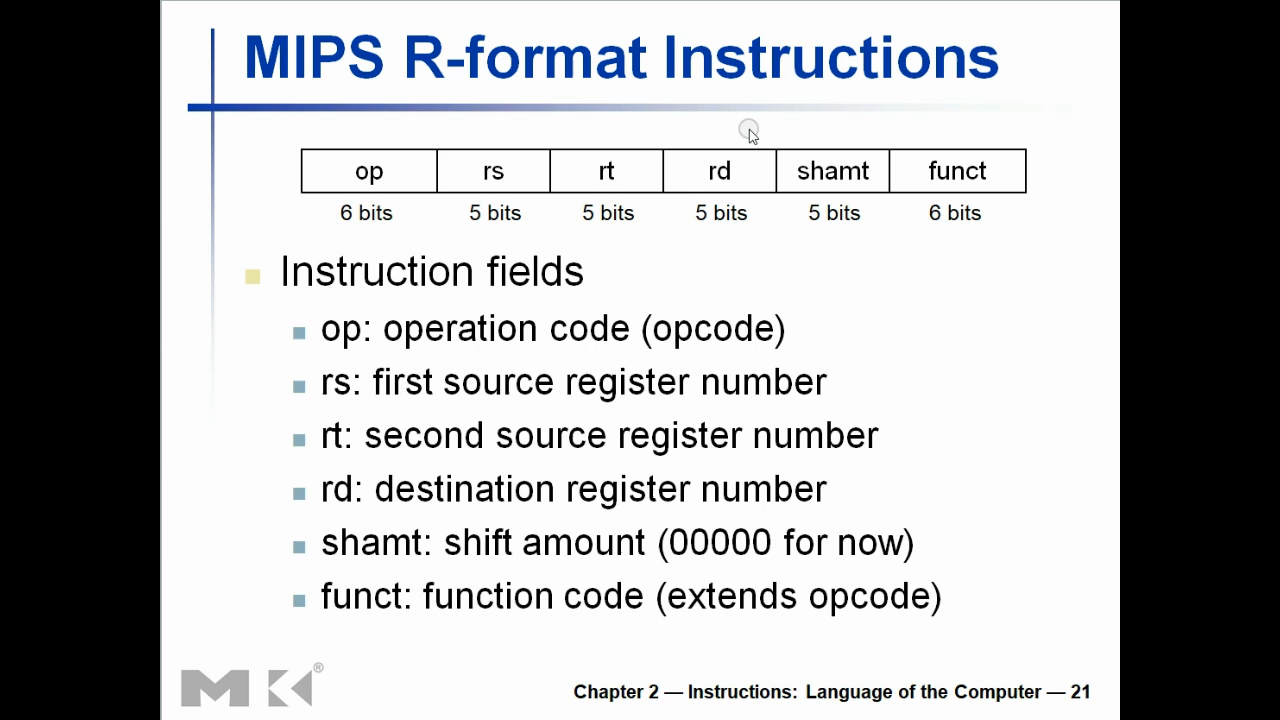 MIPS R-format Instructions
op rs rt rd shamt funct
6 bits 5 bits 5 bits 5 bits 5 bits 6 bits
Instruction fields
op: operation code (opcode)
rs: first source register number
rt: second source register number
rd: destination register number
shamt: shift amount (00000 for now)
funct: function code (extends opcode)
MK®
Chapter 2 — Instructions: Language of the Computer — 21